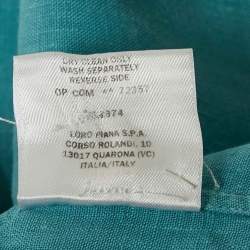 DRY CLEAN ONLY
WASH SEPARATELY
REVERSE SIDE
OP COM ** 22357
LORO PIANA S.P.A.
CORSO ROLANDI, 10
13017 QUARONA (VC)
ITALIA/ITALY